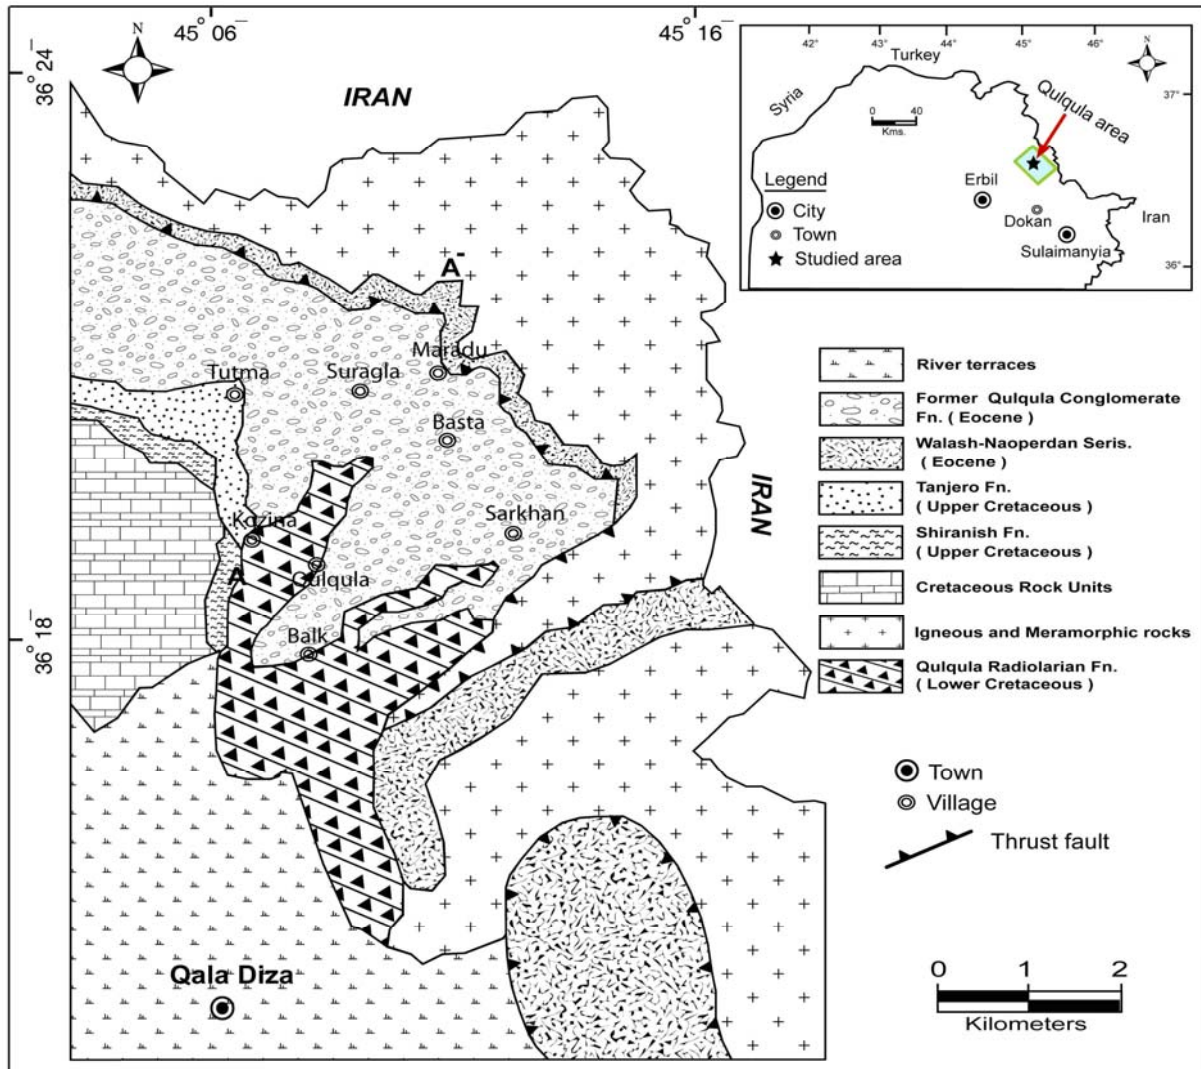 45° 06¯
45° 16¯
N
36° 24¯
IRAN
A¯
Maradu
Tutma
Suragla
Basta
IRAN
Kozina
Sarkhan
A
Qulqula
36° 18¯
Balk
Qala Diza
42°
43°
44°
45°
46°
Turkey
N
37°
Syria
0 40
Kms.
Qulqula area
Legend
City
Town
Studied area
Erbil
Dokan
Iran
Sulaimanyia
36°
River terraces
Former Qulqula Conglomerate
Fn. ( Eocene )
Walash-Naoperdan Seris.
( Eocene )
Tanjero Fn.
( Upper Cretaceous )
Shiranish Fn.
( Upper Cretaceous )
Cretaceous Rock Units
Igneous and Meramorphic rocks
Qulqula Radiolarian Fn.
( Lower Cretaceous )
Town
Village
Thrust fault
0 1 2
Kilometers